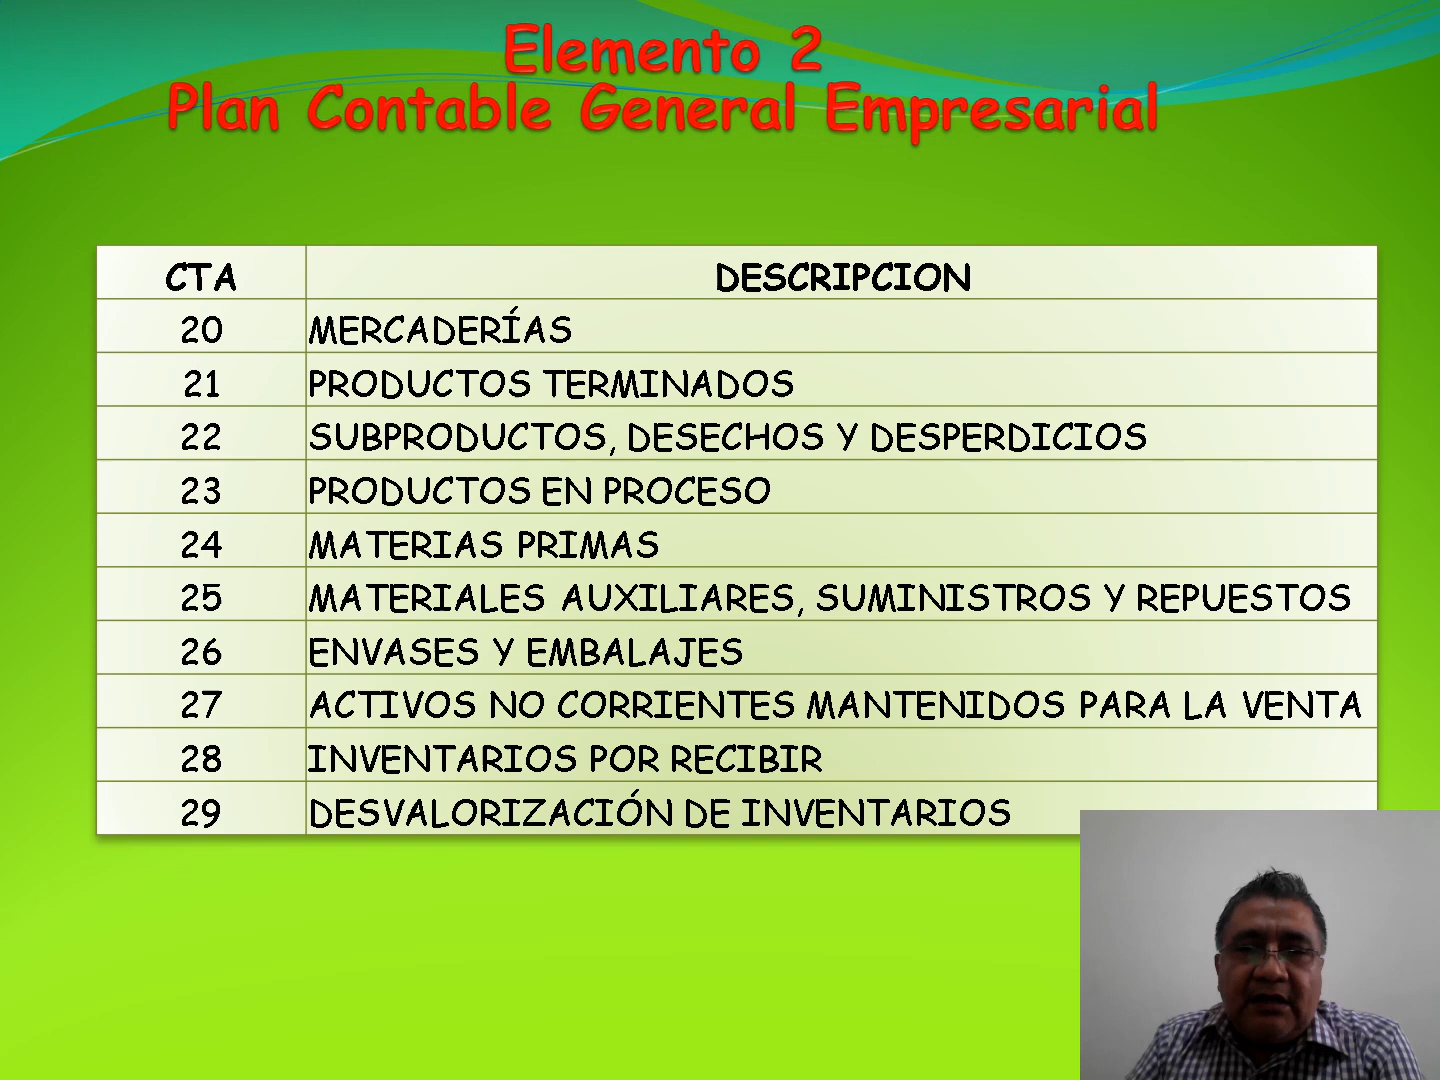 Elemento 2
Plan Contable General Empresarial
CTA DESCRIPCION
20 MERCADERÍAS
21 PRODUCTOS TERMINADOS
22 SUBPRODUCTOS, DESECHOS Y DESPERDICIOS
23 PRODUCTOS EN PROCESO
24 MATERIAS PRIMAS
25 MATERIALES AUXILIARES, SUMINISTROS Y REPUESTOS
26 ENVASES Y EMBALAJES
27 ACTIVOS NO CORRIENTES MANTENIDOS PARA LA VENTA
28 INVENTARIOS POR RECIBIR
29 DESVALORIZACIÓN DE INVENTARIOS